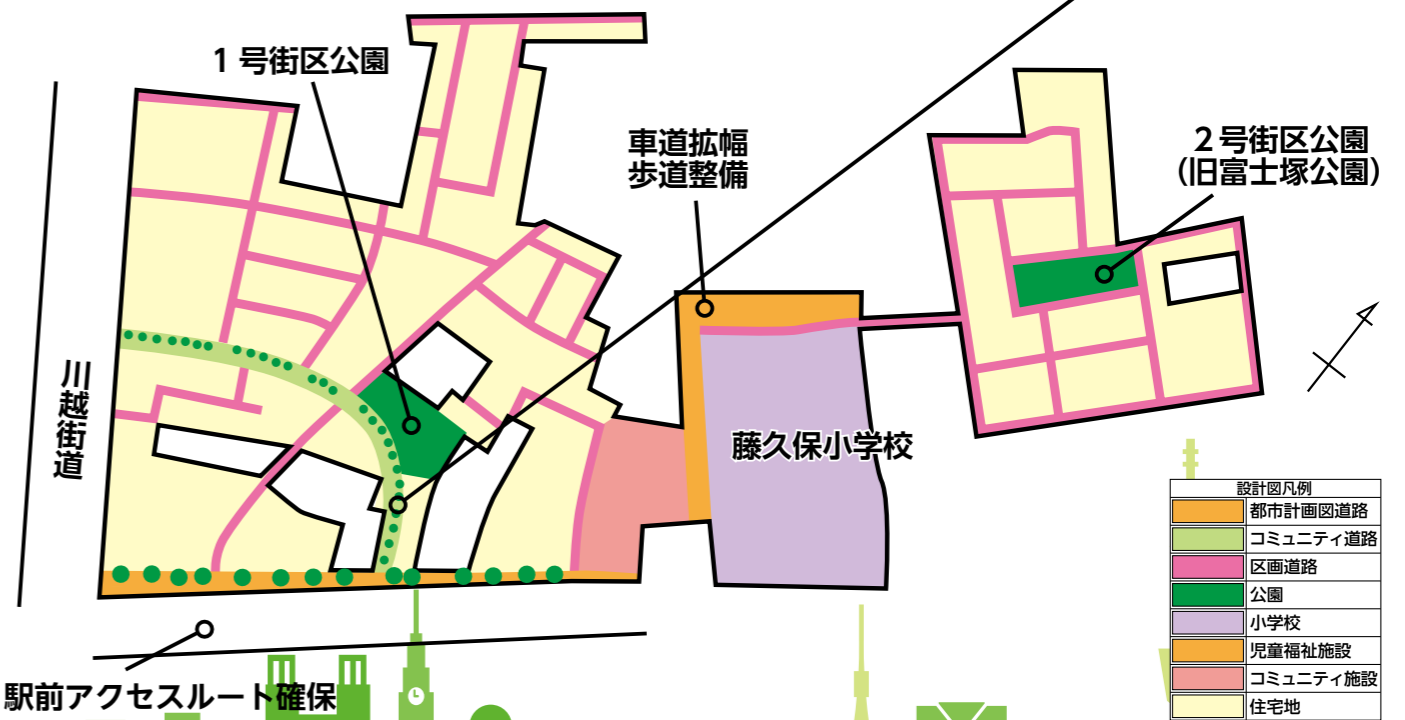 1号街区公園
車道拡幅
歩道整備
2号街区公園
(旧富士塚公園)
川越街道
藤久保小学校
駅前アクセスルート確保
設計図凡例
都市計画図道路
コミュニティ道路
区画道路
公園
小学校
児童福祉施設
コミュニティ施設
住宅地